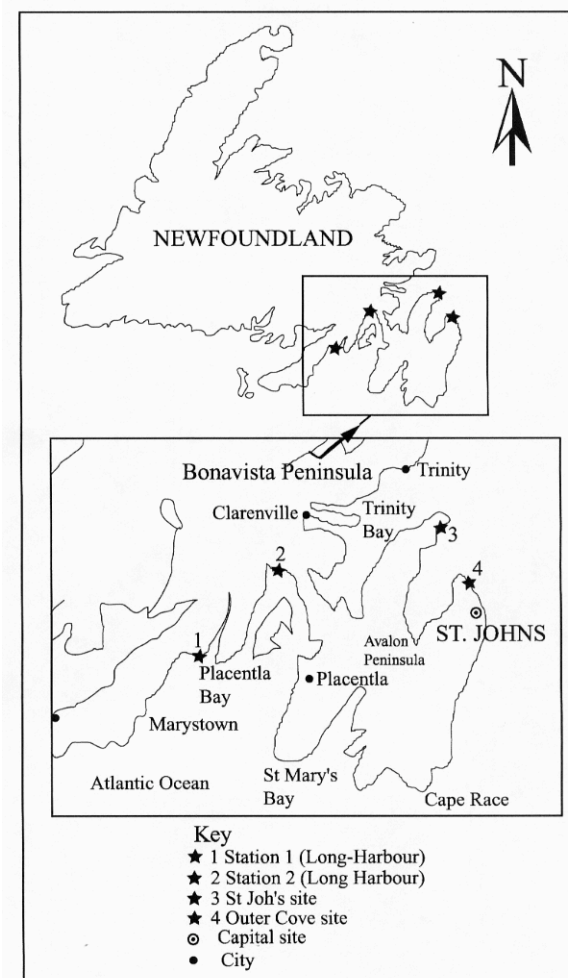 N
NEWFOUNDLAND
Bonavista Peninsula
Trinity
Clarenville
Trinity
Bay
3
2
4
ST. JOHNS
1
Avalon
Peninsula
Placentla
Bay
Placentla
Marystown
Atlantic Ocean
St Mary's
Bay
Cape Race
Key
1 Station 1 (Long-Harbour)
2 Station 2 (Long Harbour)
3 St Joh's site
4 Outer Cove site
Capital site
City